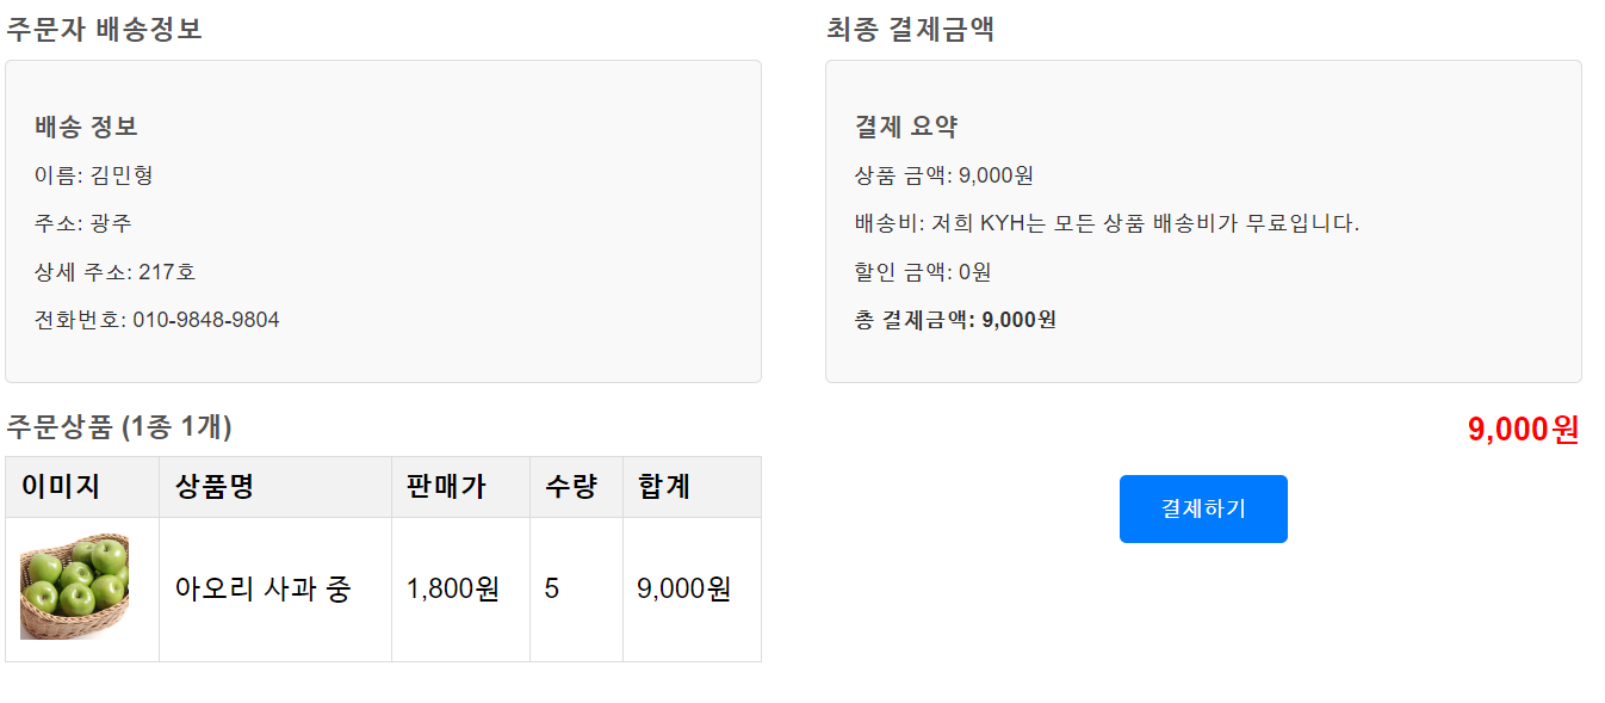 주문자 배송정보
배송 정보
이름: 김민형
주소: 광주
상세 주소: 217호
전화번호: 010-9848-9804
최종 결제금액
결제 요약
상품 금액: 9,000원
배송비: 저희 KYH는 모든 상품 배송비가 무료입니다.
할인 금액: 0원
총 결제금액: 9,000원
주문상품 (1종 1개)
이미지 상품명 판매가 수량 합계
아오리 사과 중 1,800원 5 9,000원
9,000원
결제하기